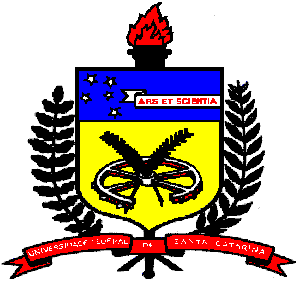 ARS ET SCIENTIA
UNIVERSIDADE FEDERAL DE SANTA CATARINA